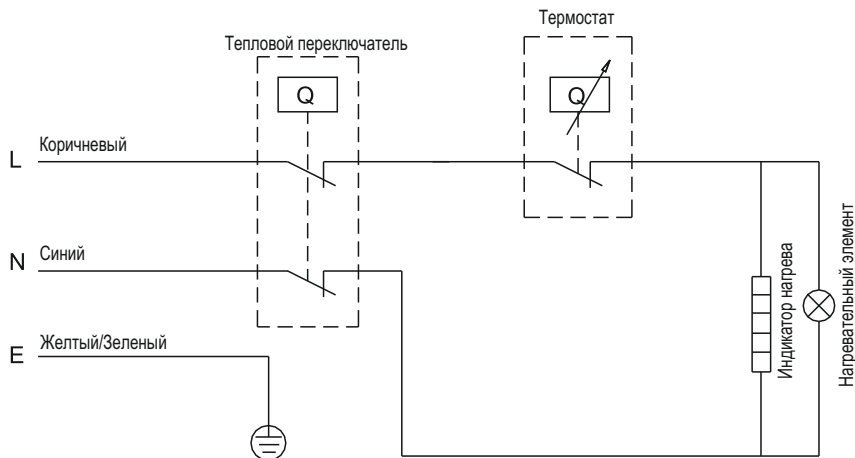 Термостат
Тепловой переключатель
Q
Q
L
Коричневый
N
Синий
E
Желтый/Зеленый
Индикатор нагрева
Нагревательный элемент